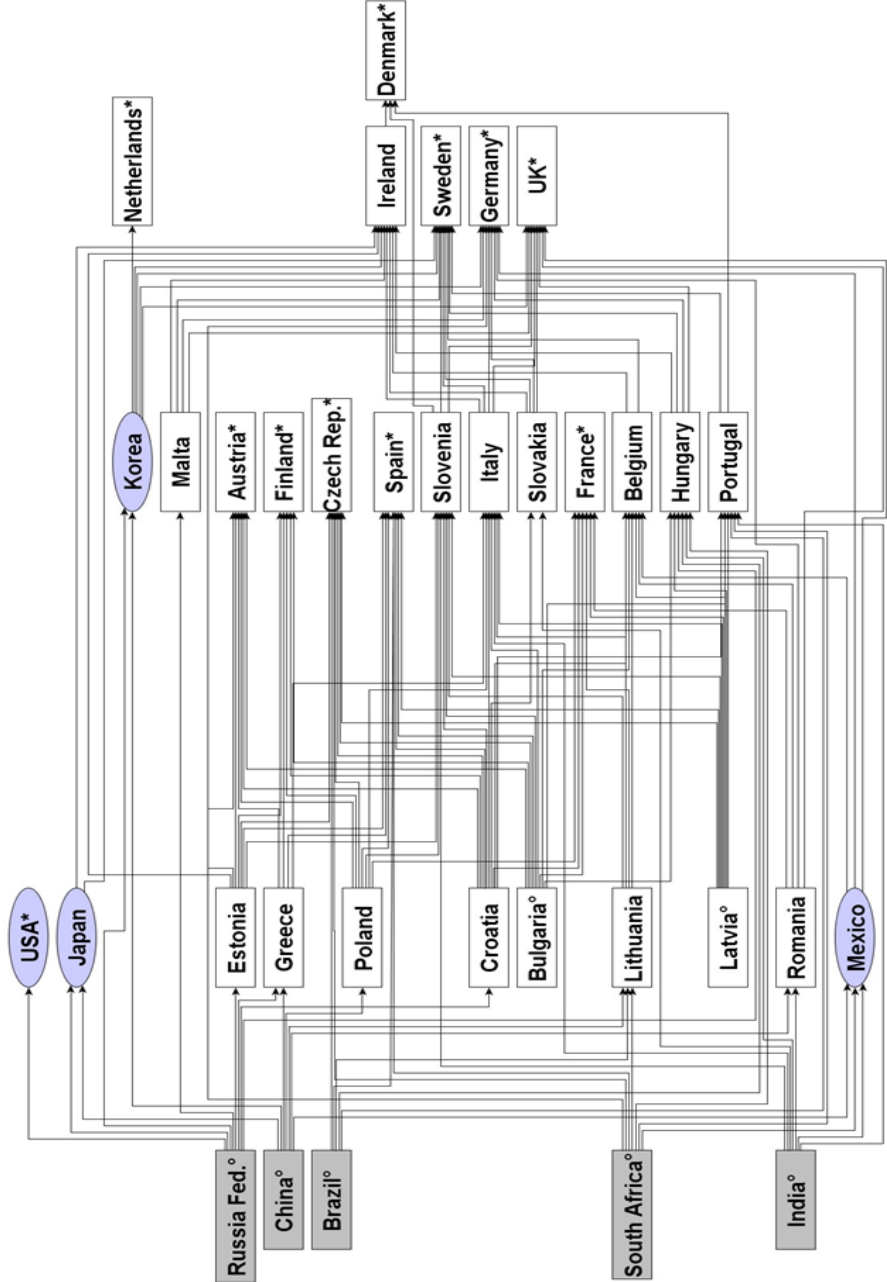 Denmark*
Netherlands*
Ireland
Sweden*
Germany*
UK*
Korea
Malta
Austria*
Finland*
Czech Rep.*
Spain*
Slovenia
Italy
Slovakia
France*
Belgium
Hungary
Portugal
USA*
Japan
Estonia
Greece
Poland
Croatia
Bulgaria°
Lithuania
Latvia°
Romania
Mexico
Russia Fed.°
China°
Brazil°
South Africa°
India°